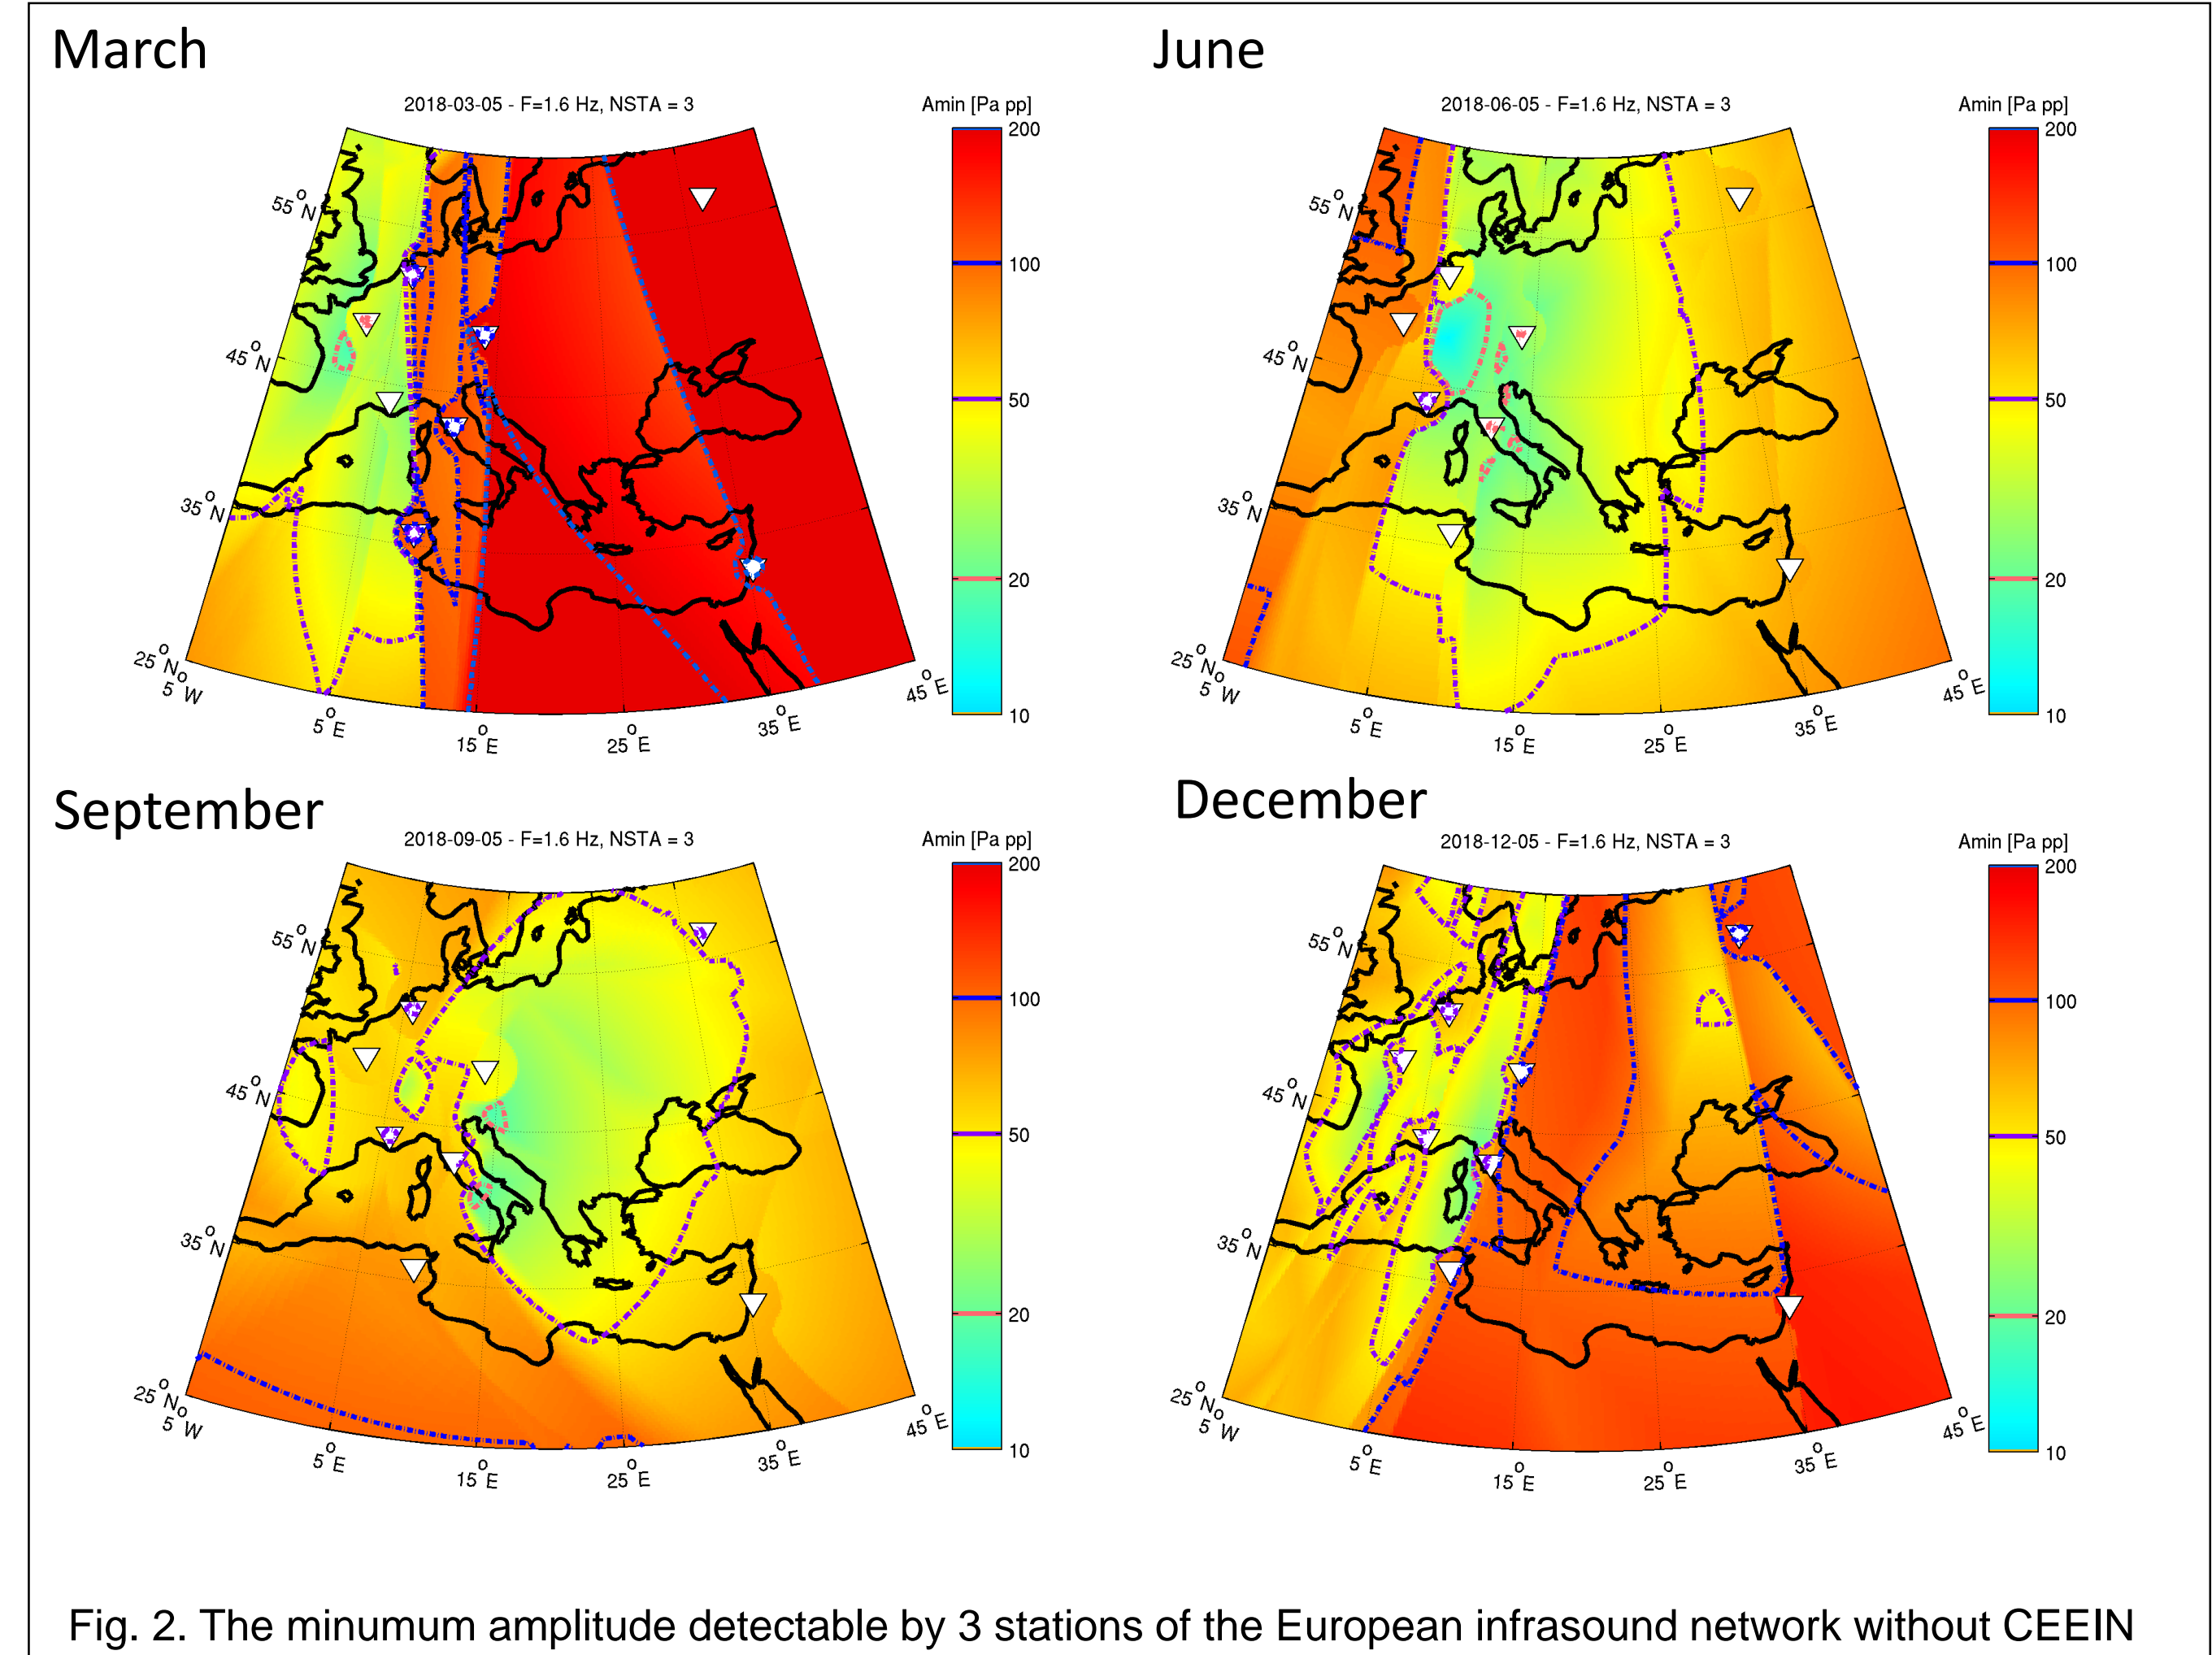 March
2018-03-05 - F=1.6 Hz, NSTA = 3
Amin [Pa pp]
200
100
50
20
10
55°N
45°N
35°N
25°N
5°W
5°E
15°E
25°E
35°E
45°E
June
2018-06-05 - F=1.6 Hz, NSTA = 3
Amin [Pa pp]
200
100
50
20
10
55°N
45°N
35°N
25°N
5°W
5°E
15°E
25°E
35°E
45°E
September
2018-09-05 - F=1.6 Hz, NSTA = 3
Amin [Pa pp]
200
100
50
20
10
55°N
45°N
35°N
25°N
5°W
5°E
15°E
25°E
35°E
45°E
December
2018-12-05 - F=1.6 Hz, NSTA = 3
Amin [Pa pp]
200
100
50
20
10
55°N
45°N
35°N
25°N
5°W
5°E
15°E
25°E
35°E
45°E
Fig. 2. The minumum amplitude detectable by 3 stations of the European infrasound network without CEEIN